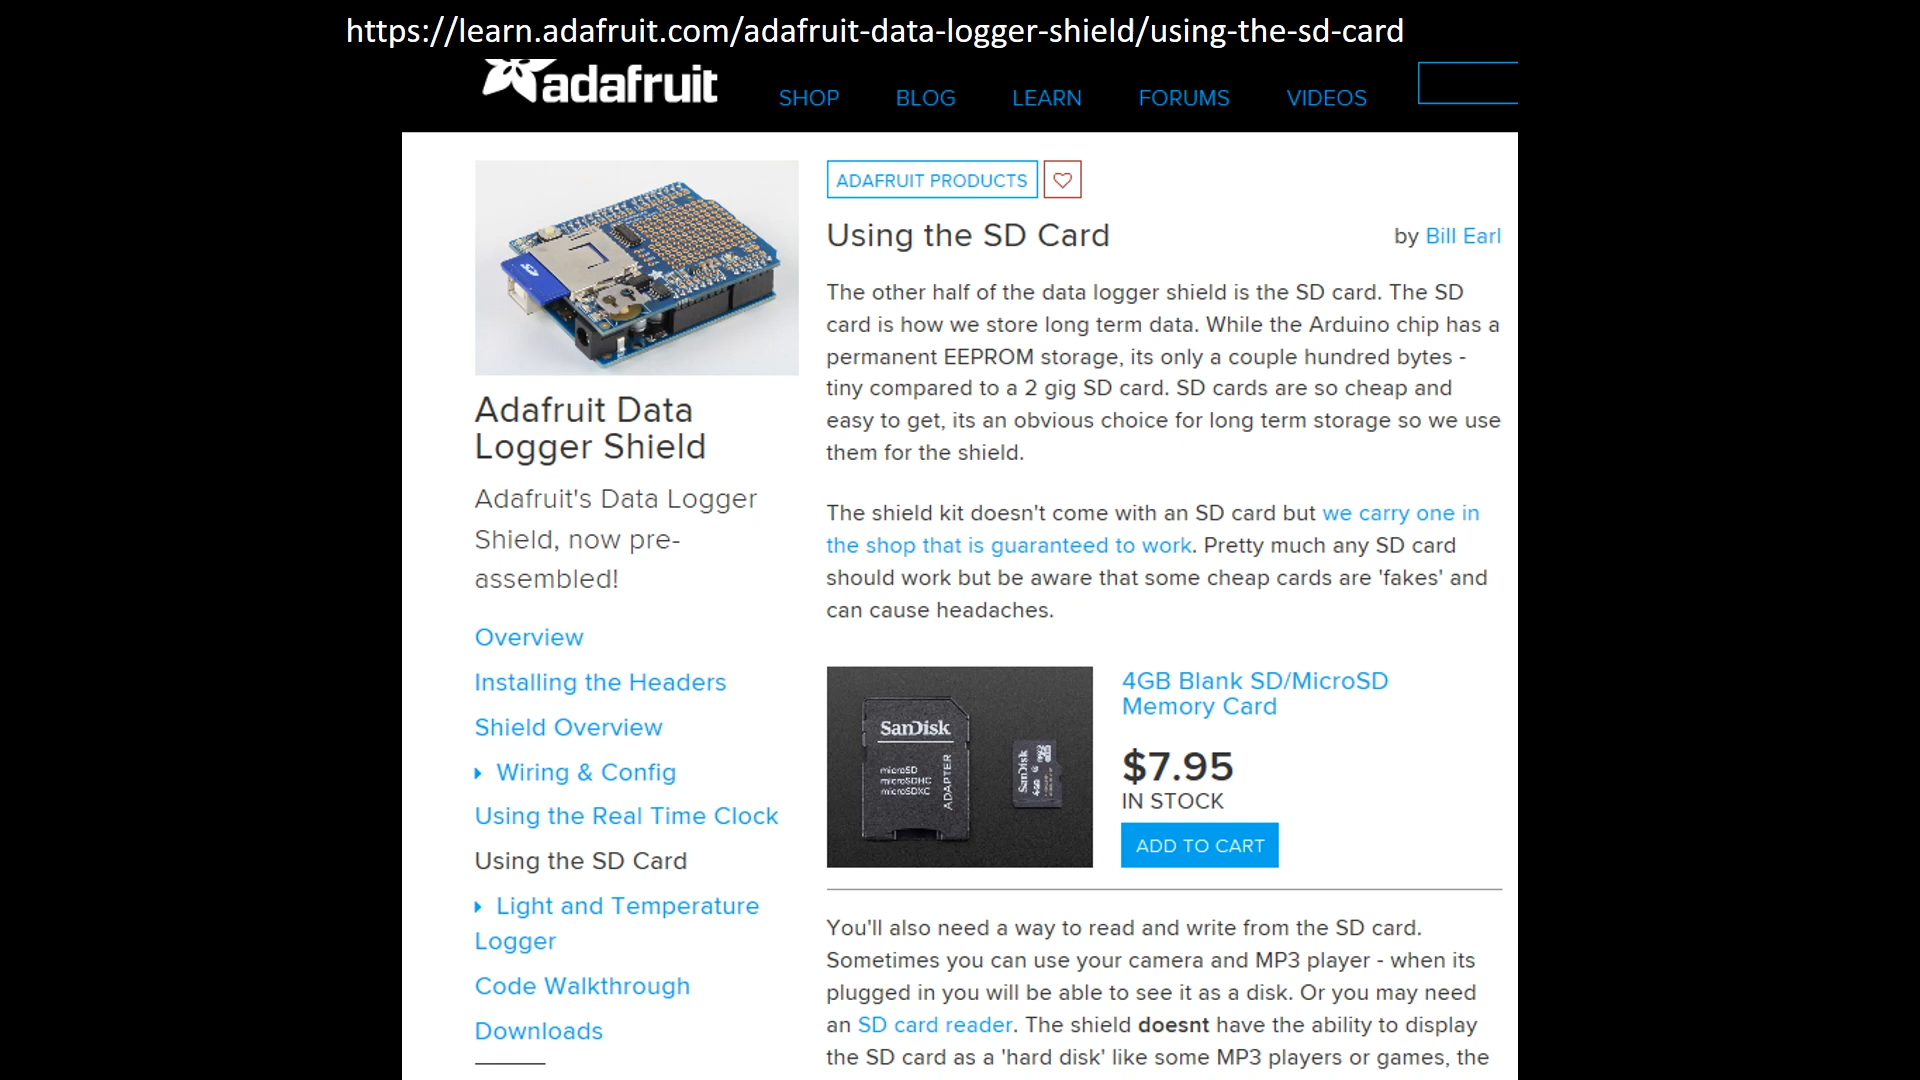 https://learn.adafruit.com/adafruit-data-logger-shield/using-the-sd-card
adafruit
SHOP
BLOG
LEARN
FORUMS
VIDEOS
Adafruit Data
Logger Shield
Adafruit's Data Logger
Shield, now pre-
assembled!
Overview
Installing the Headers
Shield Overview
Wiring & Config
Using the Real Time Clock
Using the SD Card
Light and Temperature
Logger
Code Walkthrough
Downloads
ADAFRUIT PRODUCTS
Using the SD Card
by Bill Earl
The other half of the data logger shield is the SD card. The SD
card is how we store long term data. While the Arduino chip has a
permanent EEPROM storage, its only a couple hundred bytes -
tiny compared to a 2 gig SD card. SD cards are so cheap and
easy to get, its an obvious choice for long term storage so we use
them for the shield.
The shield kit doesn't come with an SD card but we carry one in
the shop that is guaranteed to work. Pretty much any SD card
should work but be aware that some cheap cards are 'fakes' and
can cause headaches.
SanDisk
microSD
microSDHC
microSDXC
ADAPTER
SanDisk
4GB
4GB Blank SD/MicroSD
Memory Card
$7.95
IN STOCK
ADD TO CART
You'll also need a way to read and write from the SD card.
Sometimes you can use your camera and MP3 player - when its
plugged in you will be able to see it as a disk. Or you may need
an SD card reader. The shield doesnt have the ability to display
the SD card as a 'hard disk' like some MP3 players or games, the